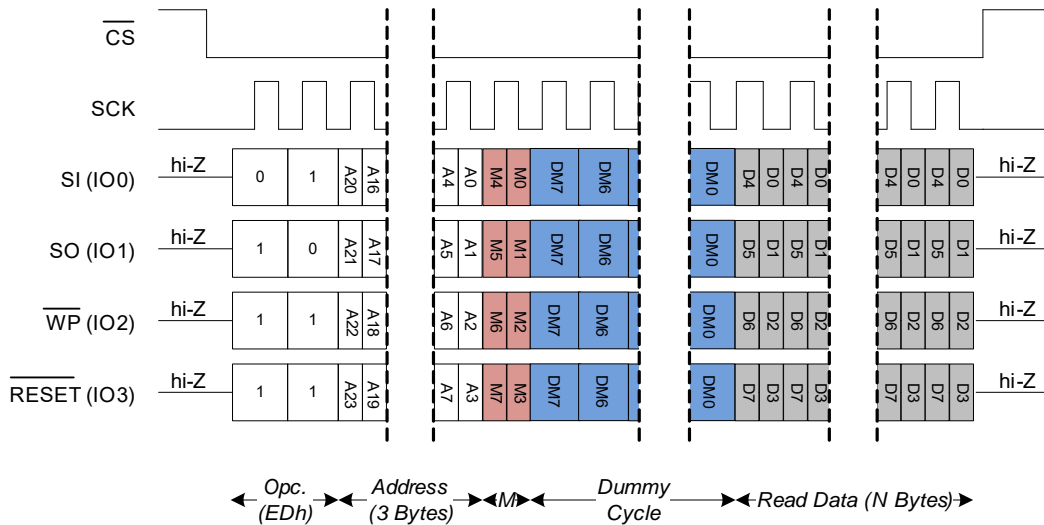 CS
SCK
SI (IO0) hi-Z 0 1 A20 A16 A4 A0 M4 M0 DM7 DM6 DM0 D4 D0 D4 D0 D4 D0 D4 D0 hi-Z
SO (IO1) hi-Z 1 0 A21 A17 A5 A1 M5 M1 DM7 DM6 DM0 D5 D1 D5 D1 D5 D1 D5 D1 hi-Z
WP (IO2) hi-Z 1 1 A22 A18 A6 A2 M6 M2 DM7 DM6 DM0 D6 D2 D6 D2 D6 D2 D6 D2 hi-Z
RESET (IO3) hi-Z 1 1 A23 A19 A7 A3 M7 M3 DM7 DM6 DM0 D7 D3 D7 D3 D7 D3 D7 D3 hi-Z
Opc. Address M Dummy Read Data (N Bytes)
(EDh) (3 Bytes) Cycle